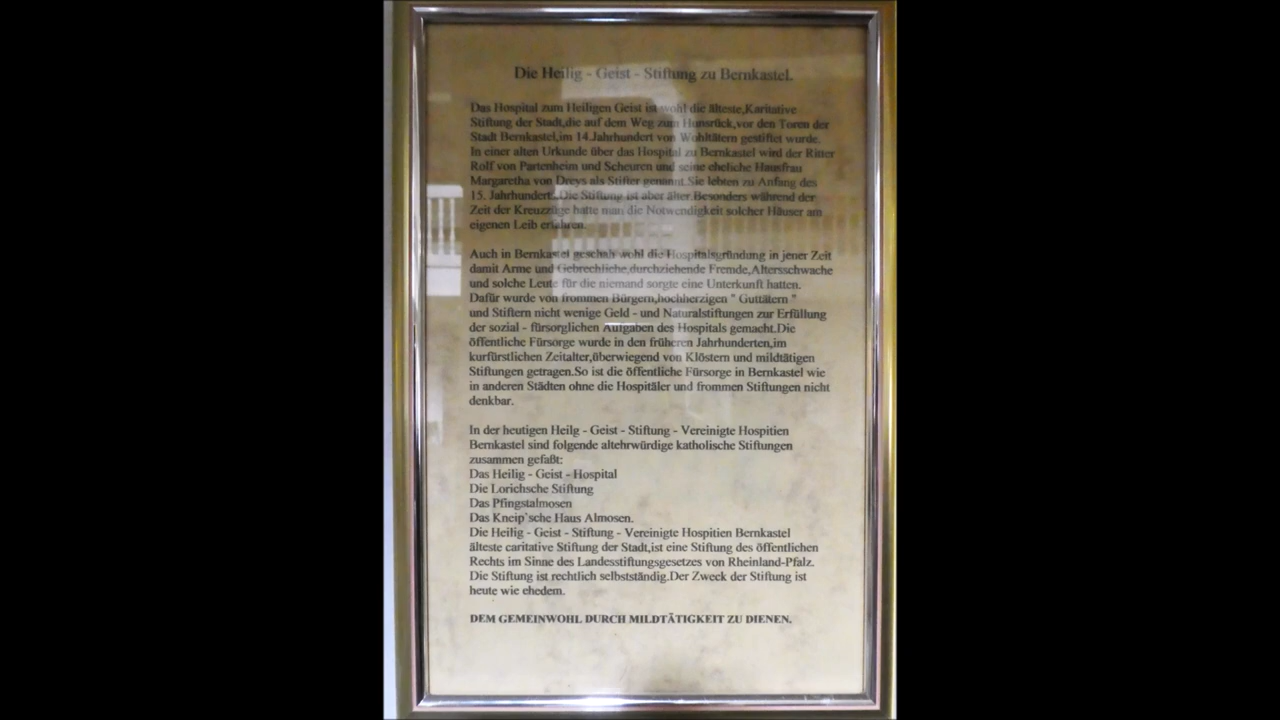 Die Heilig - Geist - Stiftung zu Bernkastel.
Das Hospital zum Heiligen Geist ist wohl die älteste,Karitative
Stiftung der Stadt,die auf dem Weg zum Hunsrück,vor den Toren der
Stadt Bernkastel,im 14.Jahrhundert von Wohltätern gestiftet wurde.
In einer alten Urkunde über das Hospital zu Bernkastel wird der Ritter
Rolf von Partenheim und Scheuren und seine eheliche Hausfrau
Margaretha von Dreys als Stifter genannt.Sie lebten zu Anfang des
15. Jahrhunderts.Die Stiftung ist aber älter.Besonders während der
Zeit der Kreuzzüge hatte man die Notwendigkeit solcher Häuser am
eigenen Leib erfahren.
Auch in Bernkastel geschah wohl die Hospitalsgründung in jener Zeit
damit Arme und Gebrechliche,durchziehende Fremde,Altersschwache
und solche Leute für die niemand sorgte eine Unterkunft hatten.
Dafür wurde von frommen Bürgern,hochherzigen " Guttätern "
und Stiftern nicht wenige Geld - und Naturalstiftungen zur Erfüllung
der sozial - fürsorglichen Aufgaben des Hospitals gemacht.Die
öffentliche Fürsorge wurde in den früheren Jahrhunderten,im
kurfürstlichen Zeitalter,überwiegend von Klöstern und mildtätigen
Stiftungen getragen.So ist die öffentliche Fürsorge in Bernkastel wie
in anderen Städten ohne die Hospitäler und frommen Stiftungen nicht
denkbar.
In der heutigen Heilg - Geist - Stiftung - Vereinigte Hospitien
Bernkastel sind folgende altehrwürdige katholische Stiftungen
zusammen gefaßt:
Das Heilig - Geist - Hospital
Die Lorichsche Stiftung
Das Pfingstalmosen
Das Kneip`sche Haus Almosen.
Die Heilig - Geist - Stiftung - Vereinigte Hospitien Bernkastel
älteste caritative Stiftung der Stadt,ist eine Stiftung des öffentlichen
Rechts im Sinne des Landesstiftungsgesetzes von Rheinland-Pfalz.
Die Stiftung ist rechtlich selbstständig.Der Zweck der Stiftung ist
heute wie ehedem.
DEM GEMEINWOHL DURCH MILDTÄTIGKEIT ZU DIENEN.